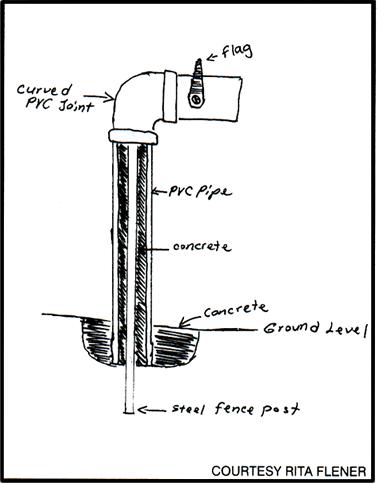 flag
Curved
PVC Joint
PVC Pipe
concrete
concrete
Ground Level
Steel fence post
COURTESY RITA FLENER